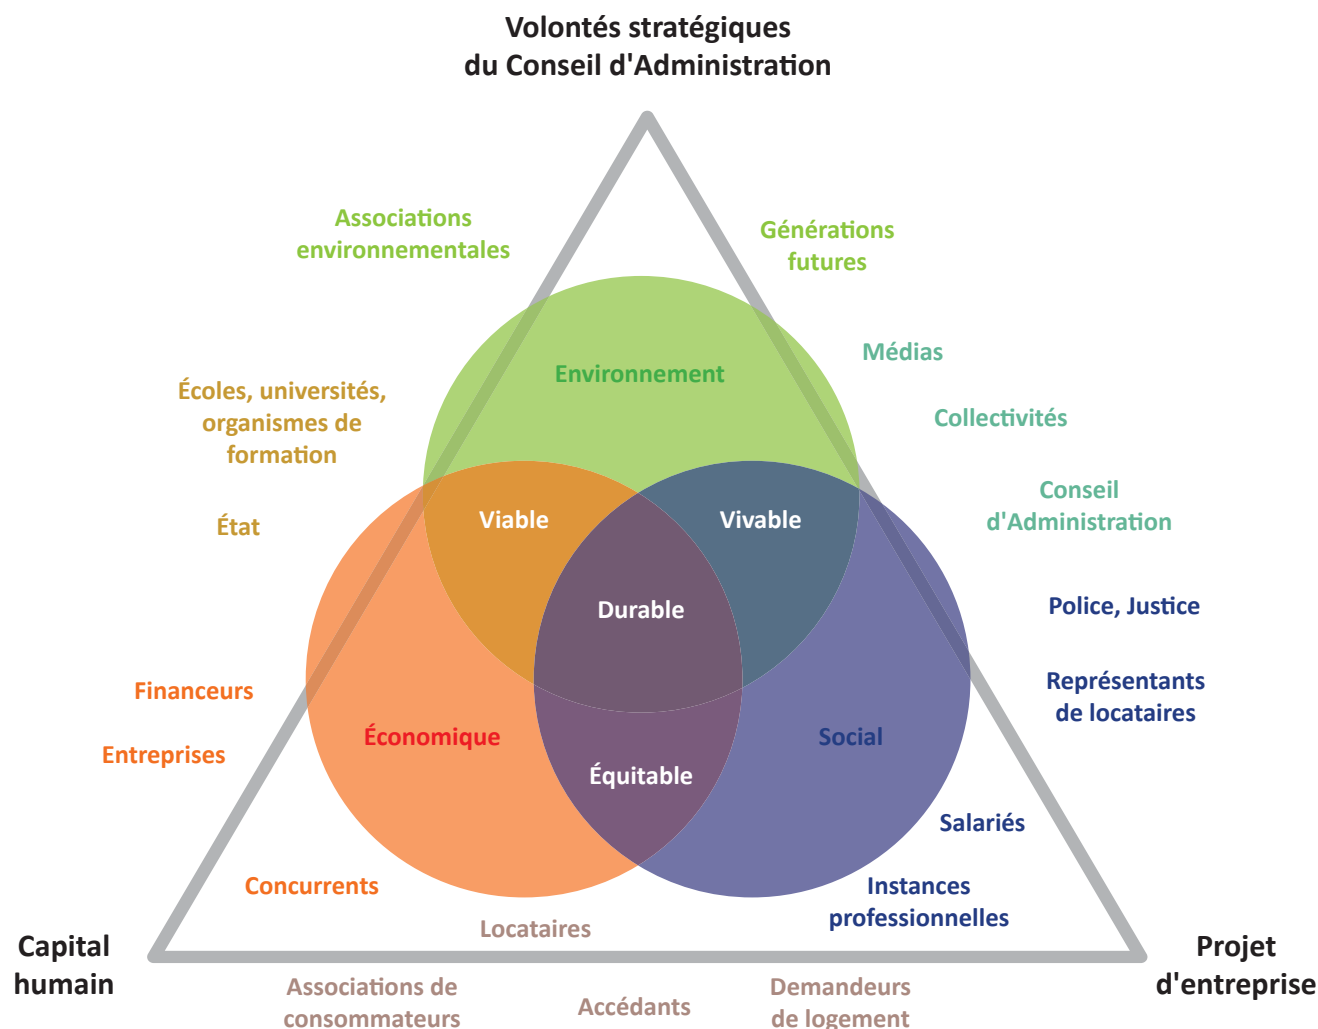 Volontés stratégiques
du Conseil d'Administration
Associations
environnementales
Générations
futures
Médias
Environnement
Écoles, universités,
organismes de
formation
Collectivités
Conseil
d'Administration
État
Viable
Vivable
Durable
Police, Justice
Financeurs
Représentants
de locataires
Entreprises
Économique
Social
Équitable
Salariés
Concurrents
Instances
professionnelles
Locataires
Capital
humain
Projet
d'entreprise
Associations de
consommateurs
Accédants
Demandeurs
de logement